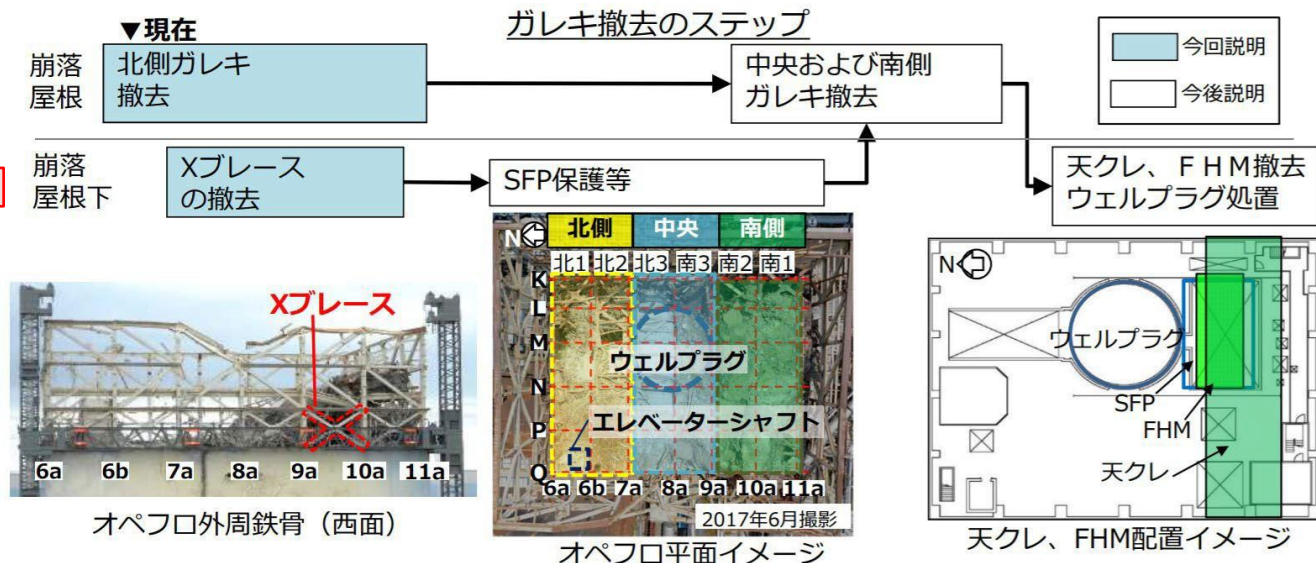 ガレキ撤去のステップ
▼現在
崩落
屋根
北側ガレキ
撤去
中央および南側
ガレキ撤去
今回説明
今後説明
崩落
屋根下
Xブレース
の撤去
SFP保護等
天クレ、ＦＨＭ撤去
ウェルプラグ処置
Xブレース
6a 6b 7a 8a 9a 10a 11a
オペフロ外周鉄骨（西面）
N
北側 中央 南側
北1 北2 北3 南3 南2 南1
K
L
M
ウェルプラグ
N
エレベーターシャフト
P
Q
6a 6b 7a 8a 9a 10a 11a
2017年6月撮影
オペフロ平面イメージ
N
ウェルプラグ
SFP
FHM
天クレ
天クレ、FHM配置イメージ